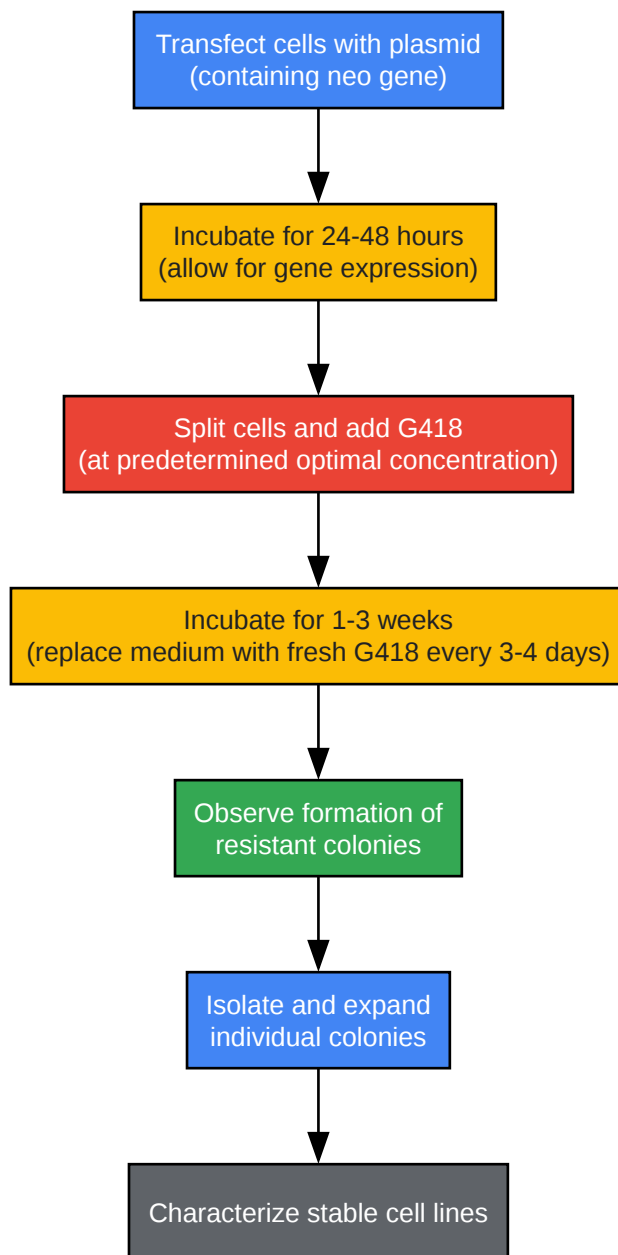 Transfect cells with plasmid
(containing neo gene)
Incubate for 24-48 hours
(allow for gene expression)
Split cells and add G418
(at predetermined optimal concentration)
Incubate for 1-3 weeks
(replace medium with fresh G418 every 3-4 days)
Observe formation of
resistant colonies
Isolate and expand
individual colonies
Characterize stable cell lines